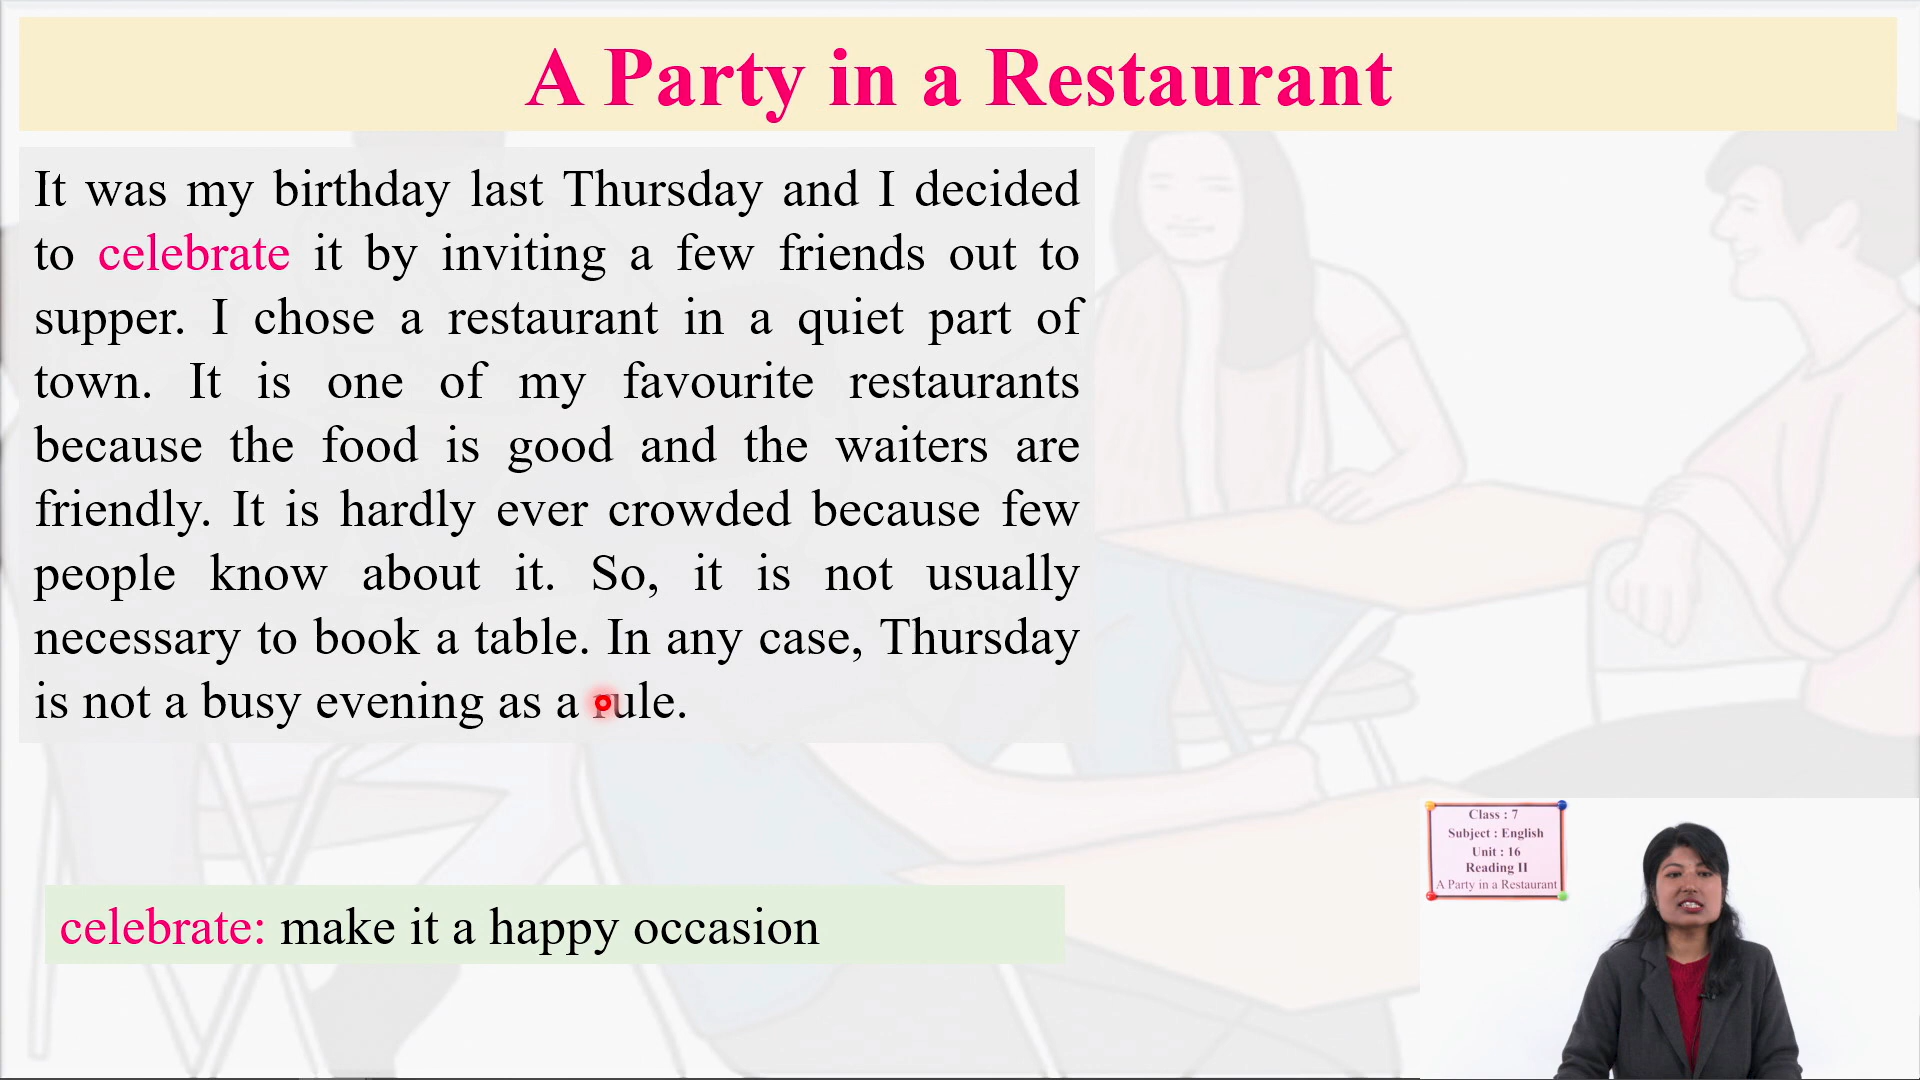 A Party in a Restaurant
It was my birthday last Thursday and I decided
to celebrate it by inviting a few friends out to
supper. I chose a restaurant in a quiet part of
town. It is one of my favourite restaurants
because the food is good and the waiters are
friendly. It is hardly ever crowded because few
people know about it. So, it is not usually
necessary to book a table. In any case, Thursday
is not a busy evening as a rule.
celebrate: make it a happy occasion
Class : 7
Subject : English
Unit : 16
Reading II
A Party in a Restaurant